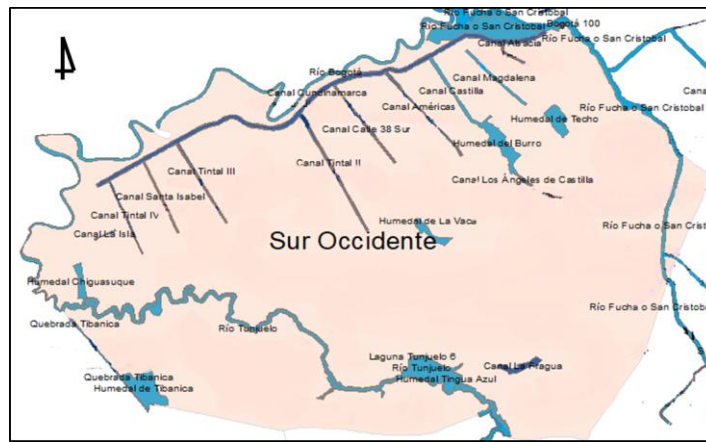 Río Fucha o San Cristobal
Río Fucha o San Cristobal
Bogotá 100
Río Fucha o San Cristobal
Canal Alsacia
Río Bogotá
Canal Magdalena
Canal Cundinamarca
Canal Castilla
Canal Américas
Río Fucha o San Cristobal
Humedal de Techo
Canal Calle 38 Sur
Humedal del Burro
Canal Tintal III
Canal Tintal II
Canal Los Ángeles de Castilla
Canal Santa Isabel
Canal Tintal IV
Humedal de La Vaca
Río Fucha o San Crist
Canal La Isla
Sur Occidente
Humedal Chiguasuque
Río Fucha o San Crist
Quebrada Tibanica
Río Tunjuelo
Laguna Tunjuelo 6
Río Tunjuelo
Canal La Fragua
Quebrada Tibanica
Humedal Tingua Azul
Humedal de Tibanica